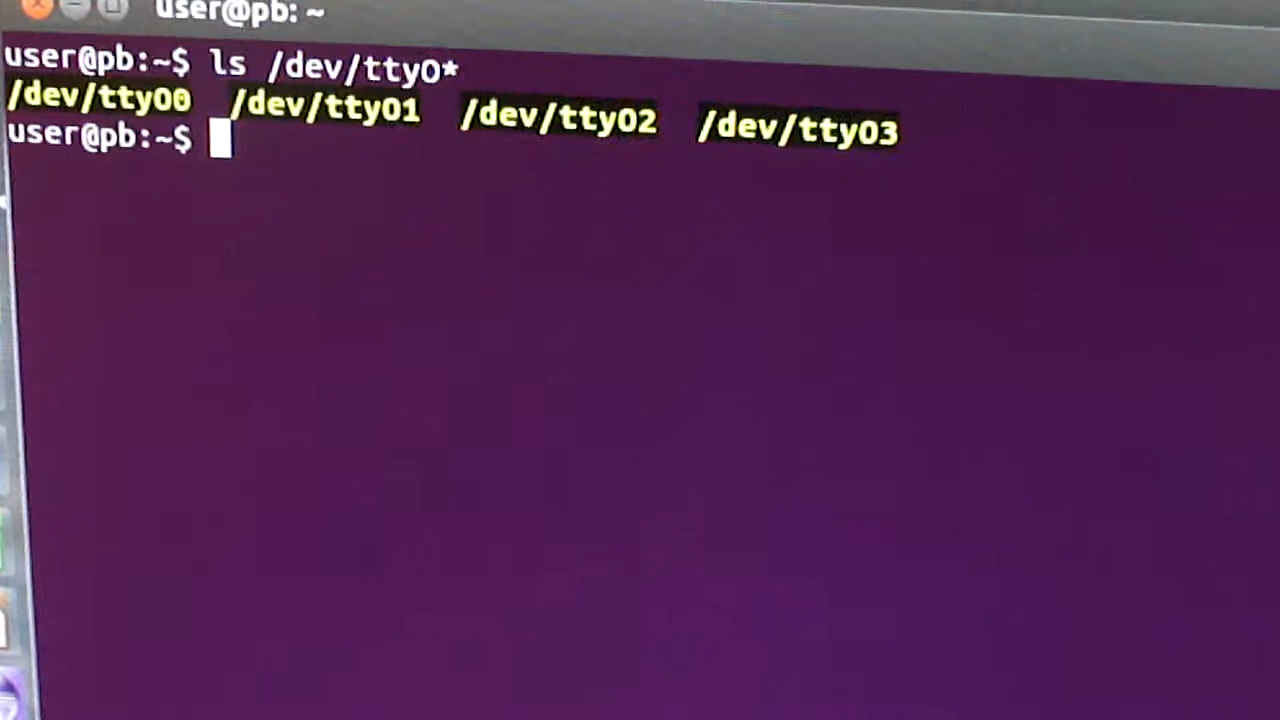 user@pb: ~
user@pb:~$ ls /dev/ttyO*
/dev/ttyO0 /dev/ttyO1 /dev/ttyO2 /dev/ttyO3
user@pb:~$